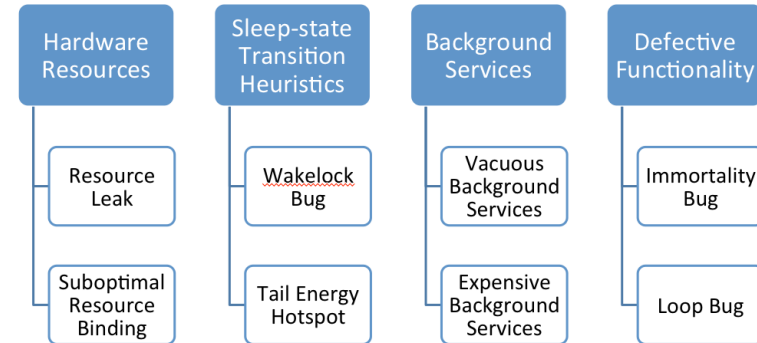 Hardware
Resources
Resource
Leak
Suboptimal
Resource
Binding
Sleep-state
Transition
Heuristics
Wakelock
Bug
Tail Energy
Hotspot
Background
Services
Vacuous
Background
Services
Expensive
Background
Services
Defective
Functionality
Immortality
Bug
Loop Bug